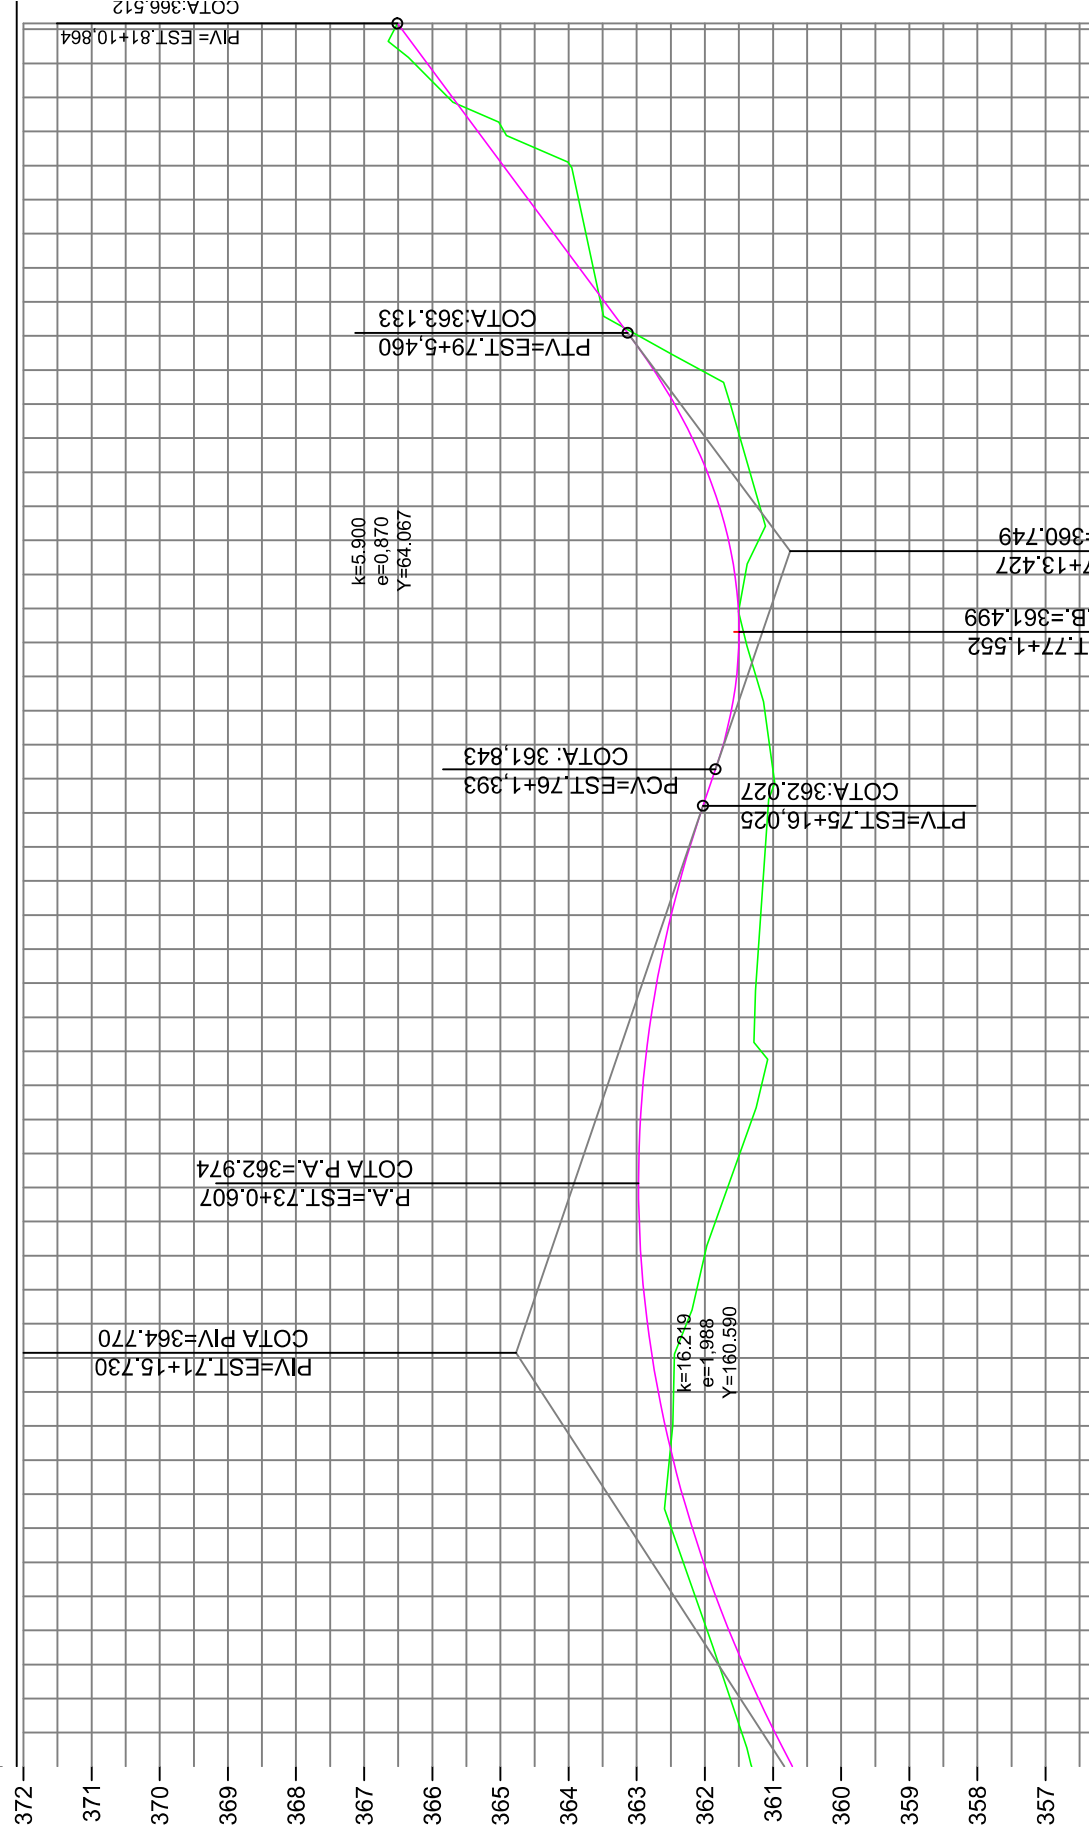 COTA:366.512
PIV= EST.81+10,864
COTA:363.133
PTV=EST.79+5,460
k=5.900
e=0,870
Y=64.067
=360.749
7+13.427
B.=361.499
T.77+1.552
COTA: 361,843
PCV=EST.76+1,393
COTA:362.027
PTV=EST.75+16,025
COTA P.A.=362.974
P.A.=EST.73+0.607
COTA PIV=364.770
PIV=EST.71+15.730
k=16.219
e=1,988
Y=160.590
372
371
370
369
368
367
366
365
364
363
362
361
360
359
358
357